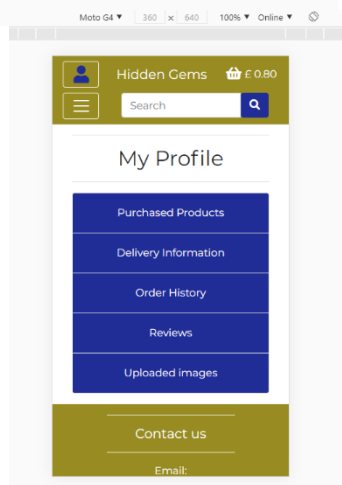 Moto G4 ▼ 360 x 640 100% ▼ Online ▼
Hidden Gems £ 0.80
Search
My Profile
Purchased Products
Delivery Information
Order History
Reviews
Uploaded images
Contact us
Email: